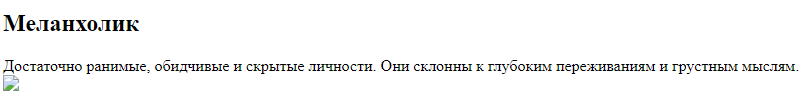 Меланхолик
Достаточно ранимые, обидчивые и скрытые личности. Они склонны к глубоким переживаниям и грустным мыслям.